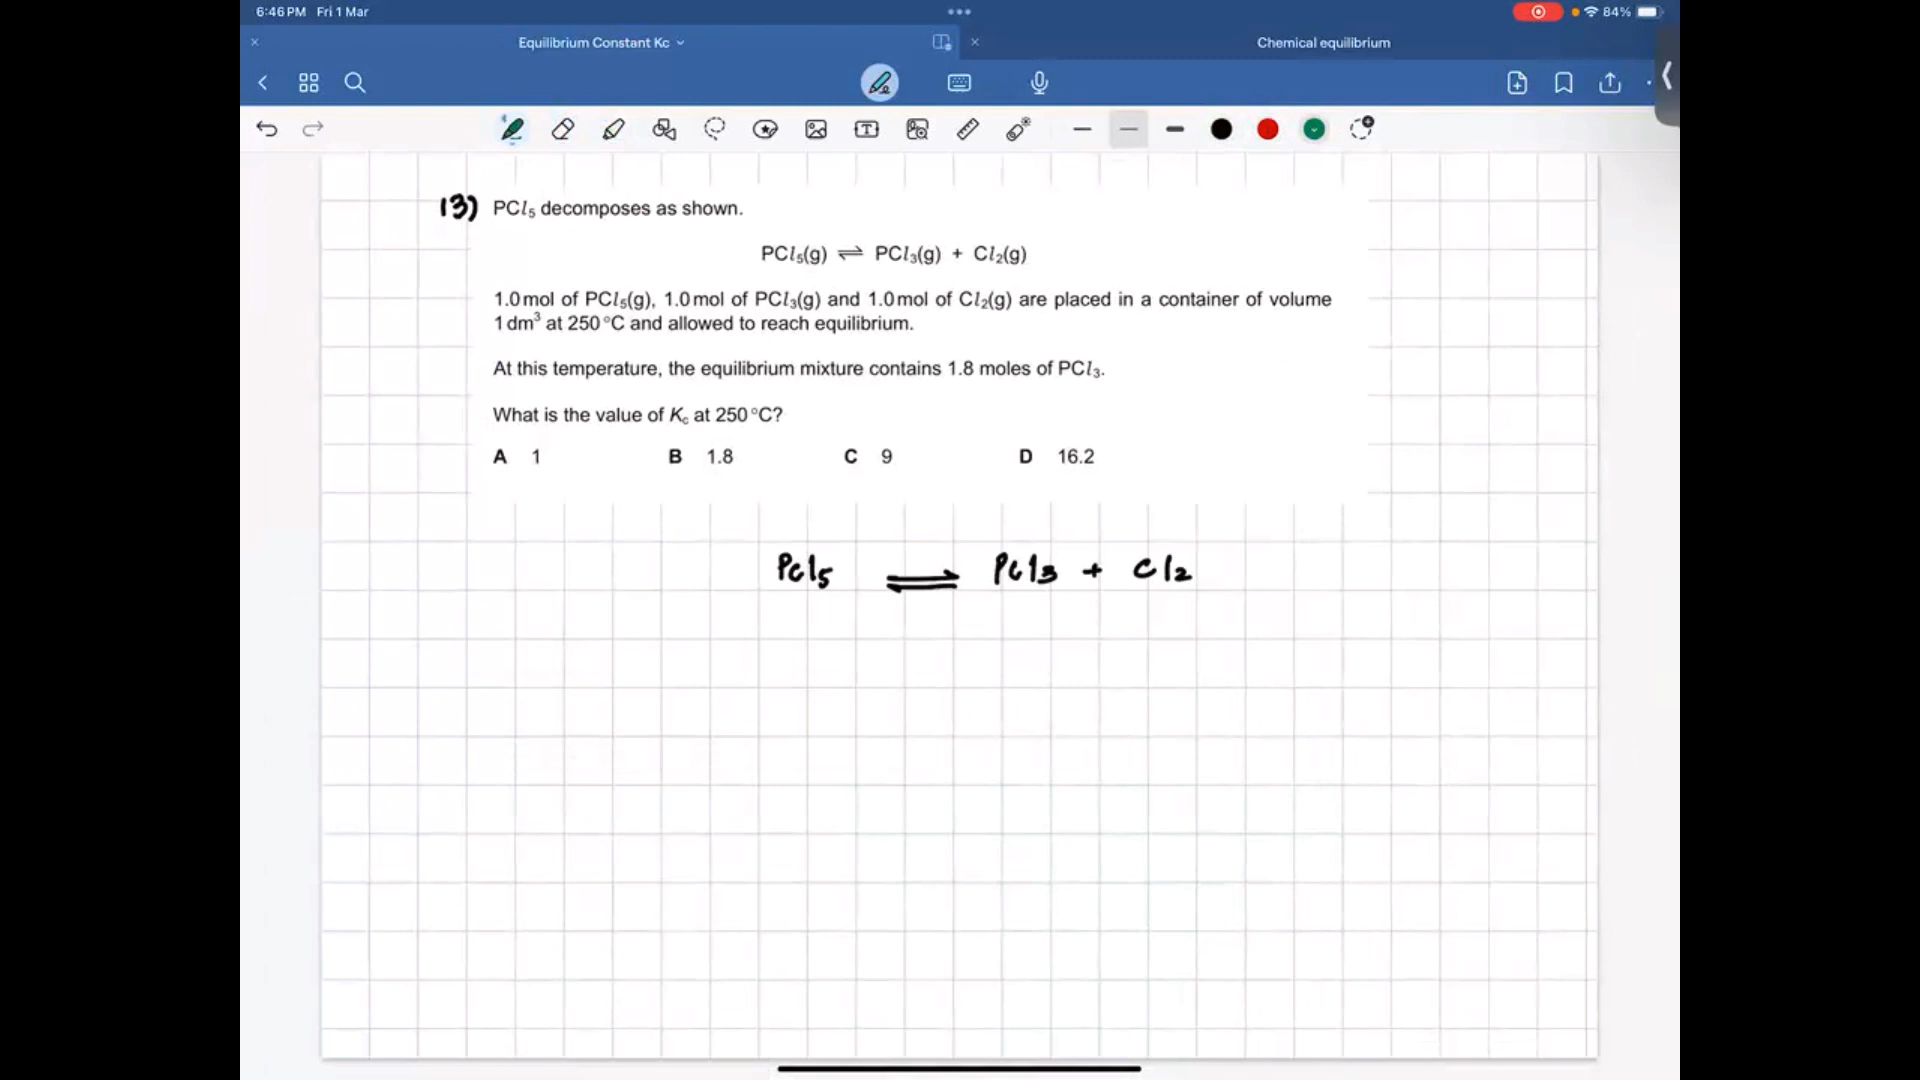 6:46 PM Fri 1 Mar
84%
Equilibrium Constant Kc
Chemical equilibrium
13) PCl₅ decomposes as shown.
PCl₅(g) ⇌ PCl₃(g) + Cl₂(g)
1.0 mol of PCl₅(g), 1.0 mol of PCl₃(g) and 1.0 mol of Cl₂(g) are placed in a container of volume
1 dm³ at 250 °C and allowed to reach equilibrium.
At this temperature, the equilibrium mixture contains 1.8 moles of PCl₃.
What is the value of K꜀ at 250 °C?
A 1 B 1.8 C 9 D 16.2
PCl₅ ⇌ PCl₃ + Cl₂